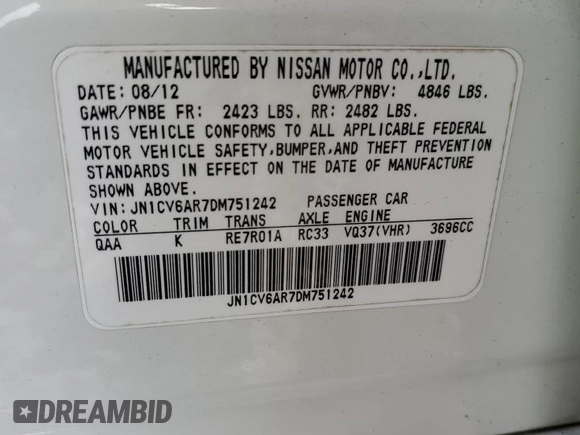 MANUFACTURED BY NISSAN MOTOR CO.,LTD.
DATE: 08/12 GVWR/PNBV: 4846 LBS.
GAWR/PNBE FR: 2423 LBS. RR: 2482 LBS.
THIS VEHICLE CONFORMS TO ALL APPLICABLE FEDERAL
MOTOR VEHICLE SAFETY,BUMPER,AND THEFT PREVENTION
STANDARDS IN EFFECT ON THE DATE OF MANUFACTURE
SHOWN ABOVE.
VIN: JN1CV6AR7DM751242 PASSENGER CAR
COLOR TRIM TRANS AXLE ENGINE
QAA K RE7R01A RC33 VQ37(VHR) 3696CC
JN1CV6AR7DM751242
DREAMBID